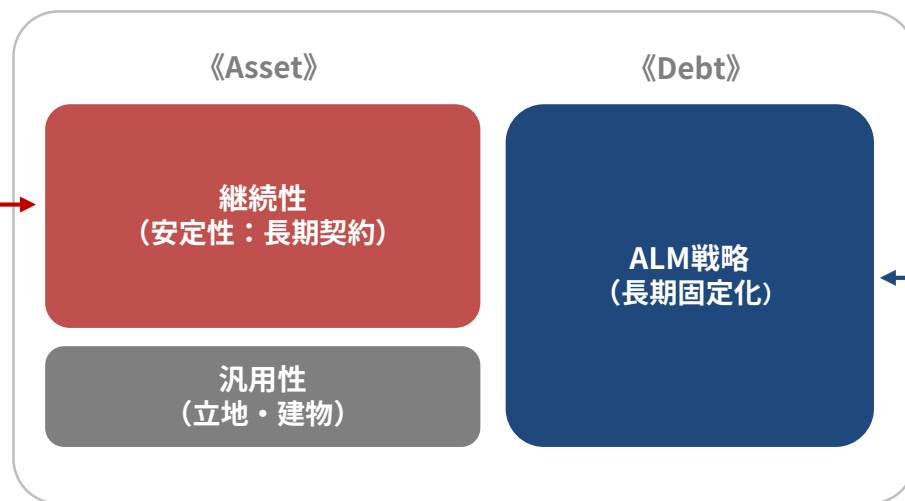 《Asset》
継続性
（安定性：長期契約）
汎用性
（立地・建物）
《Debt》
ALM戦略
（長期固定化）